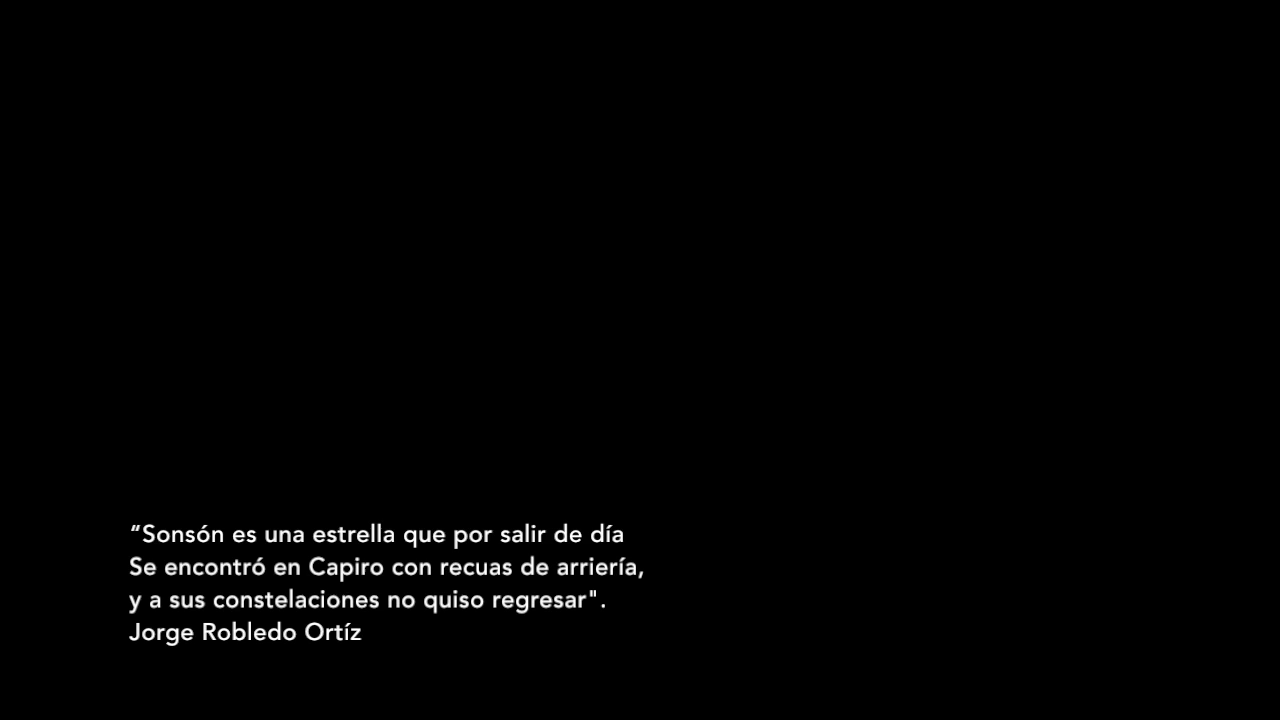 “Sonsón es una estrella que por salir de día
Se encontró en Capiro con recuas de arriería,
y a sus constelaciones no quiso regresar".
Jorge Robledo Ortíz